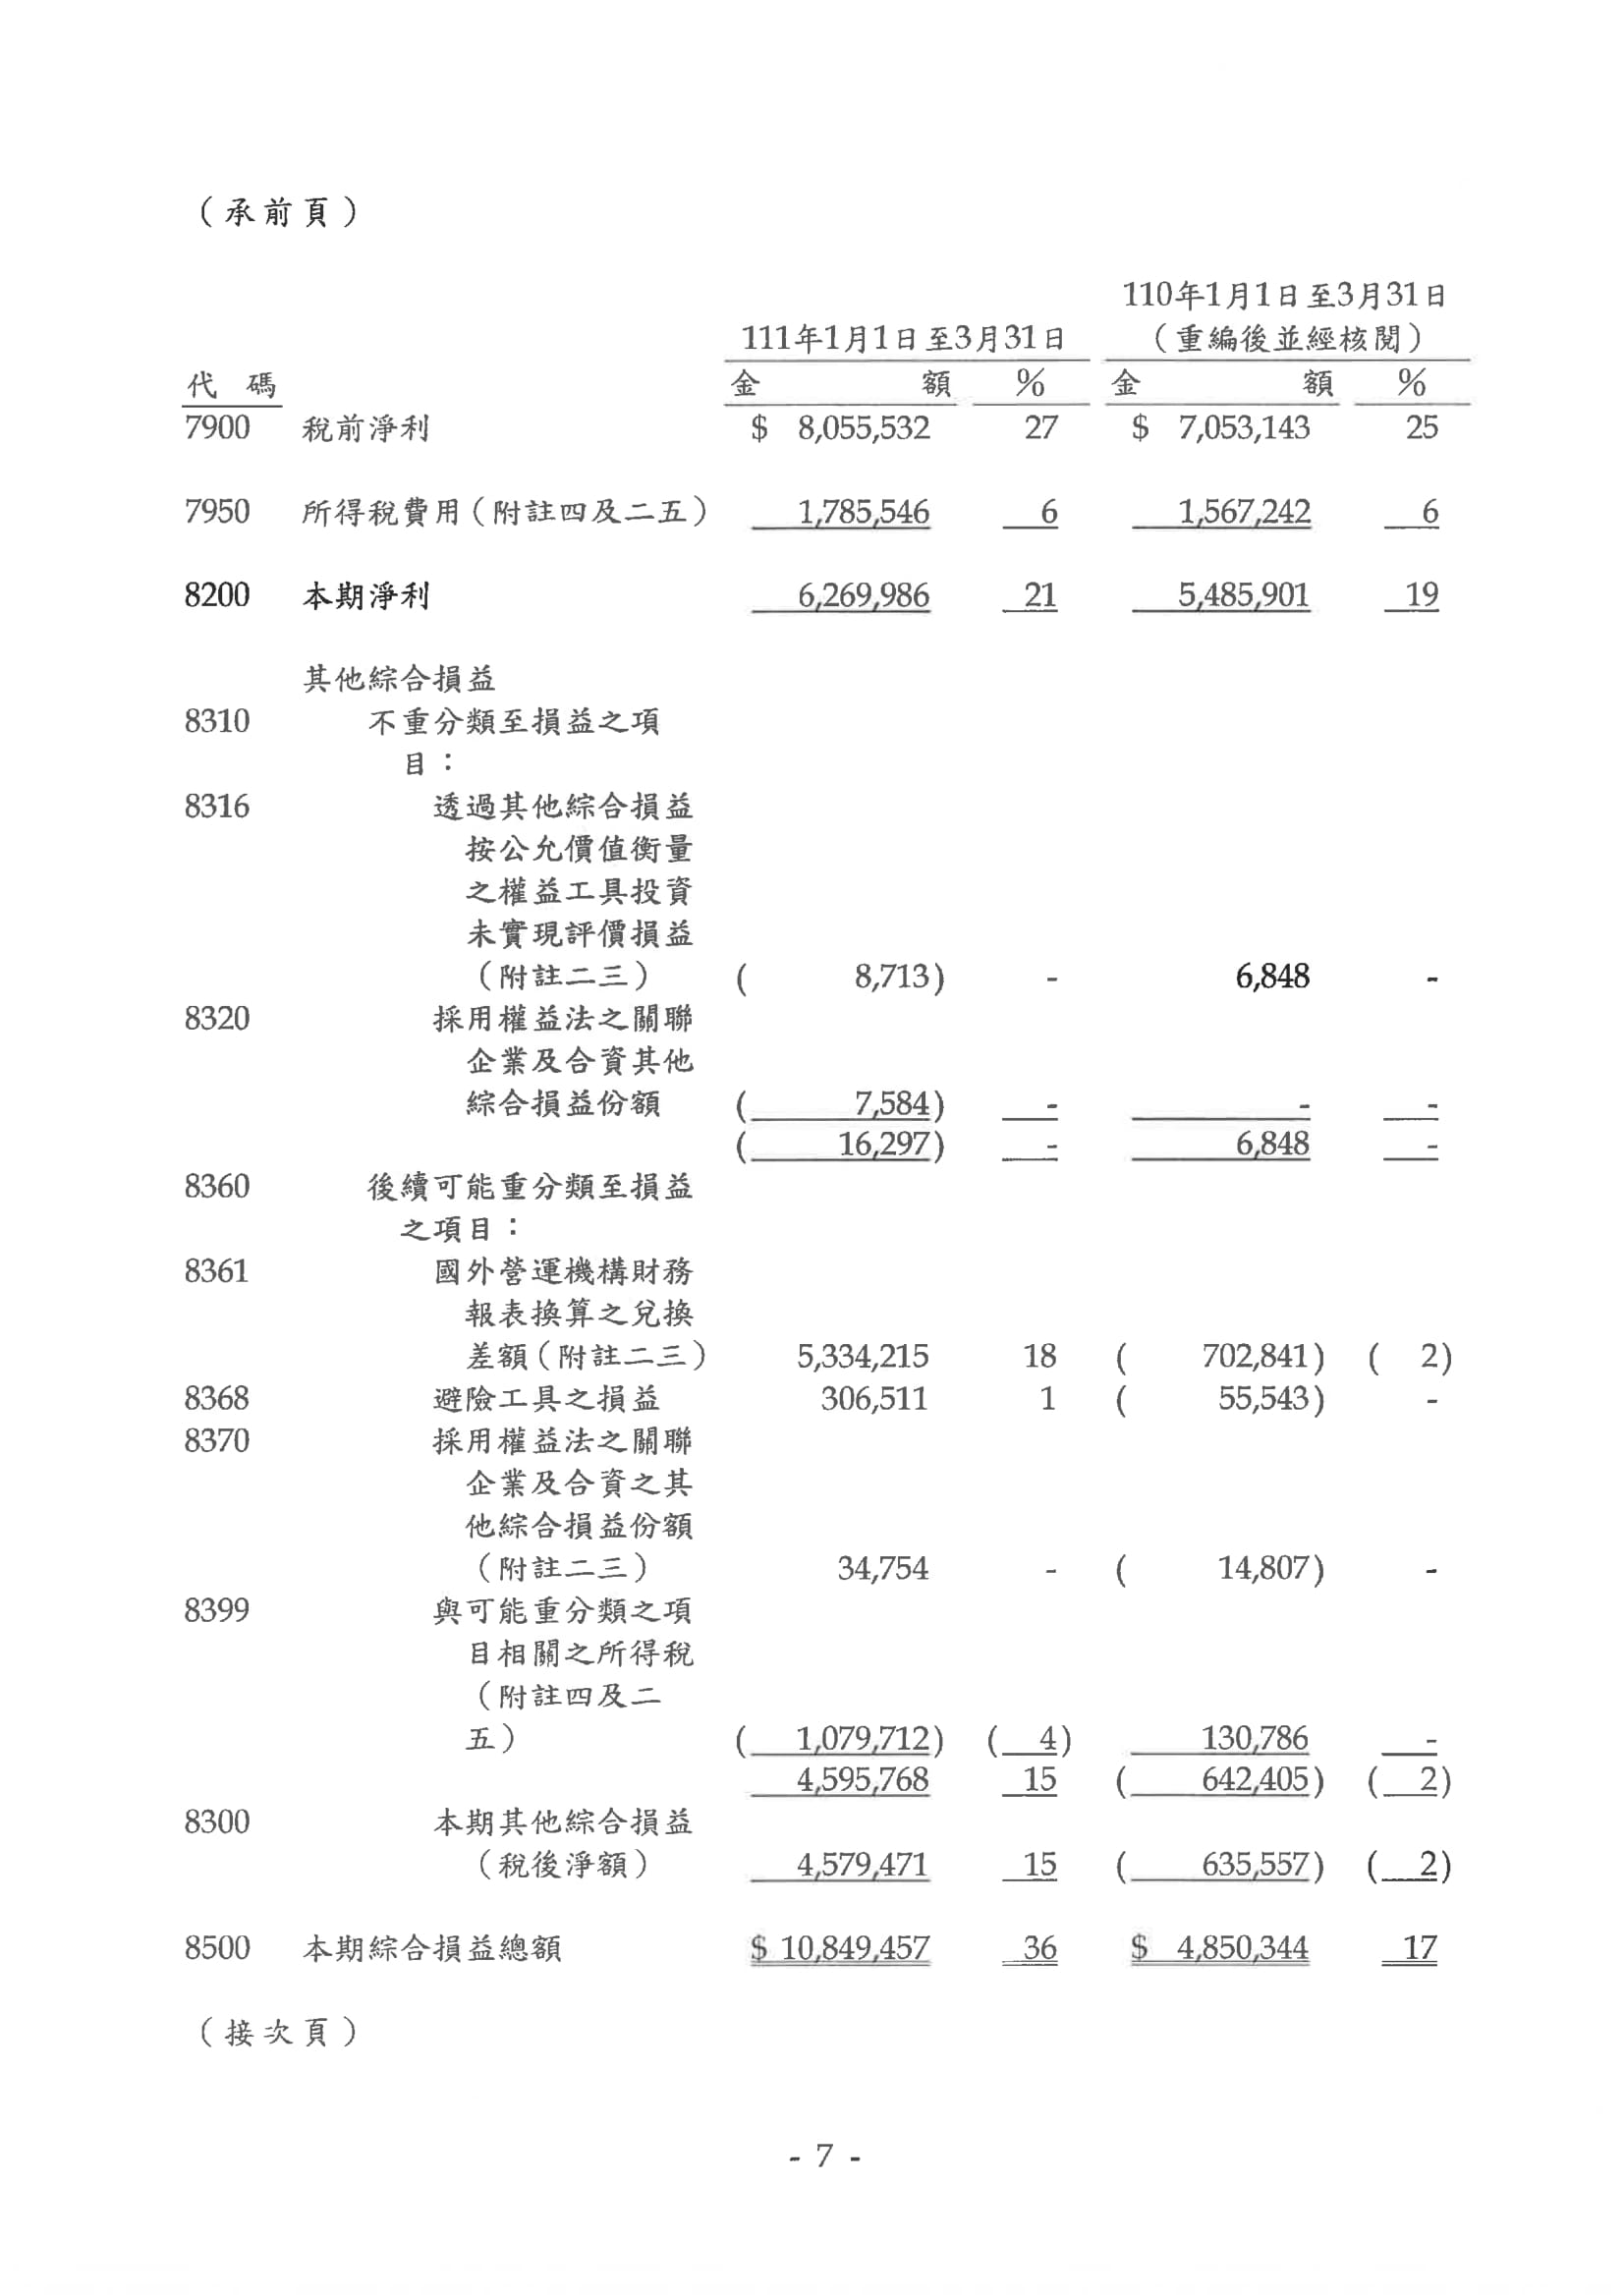 （承前頁）
110年1月1日至3月31日
111年1月1日至3月31日 （重編後並經核閱）
代 碼 金 額 % 金 額 %
7900 稅前淨利 $ 8,055,532 27 $ 7,053,143 25
7950 所得稅費用（附註四及二五） 1,785,546 6 1,567,242 6
8200 本期淨利 6,269,986 21 5,485,901 19
其他綜合損益
8310 不重分類至損益之項
目：
8316 透過其他綜合損益
按公允價值衡量
之權益工具投資
未實現評價損益
（附註二三） ( 8,713) - 6,848 -
8320 採用權益法之關聯
企業及合資其他
綜合損益份額 ( 7,584) - - -
( 16,297) - 6,848 -
8360 後續可能重分類至損益
之項目：
8361 國外營運機構財務
報表換算之兌換
差額（附註二三） 5,334,215 18 ( 702,841) ( 2)
8368 避險工具之損益 306,511 1 ( 55,543) -
8370 採用權益法之關聯
企業及合資之其
他綜合損益份額
（附註二三） 34,754 - ( 14,807) -
8399 與可能重分類之項
目相關之所得稅
（附註四及二
五） ( 1,079,712) ( 4) 130,786 -
4,595,768 15 ( 642,405) ( 2)
8300 本期其他綜合損益
（稅後淨額） 4,579,471 15 ( 635,557) ( 2)
8500 本期綜合損益總額 $ 10,849,457 36 $ 4,850,344 17
（接次頁）
- 7 -